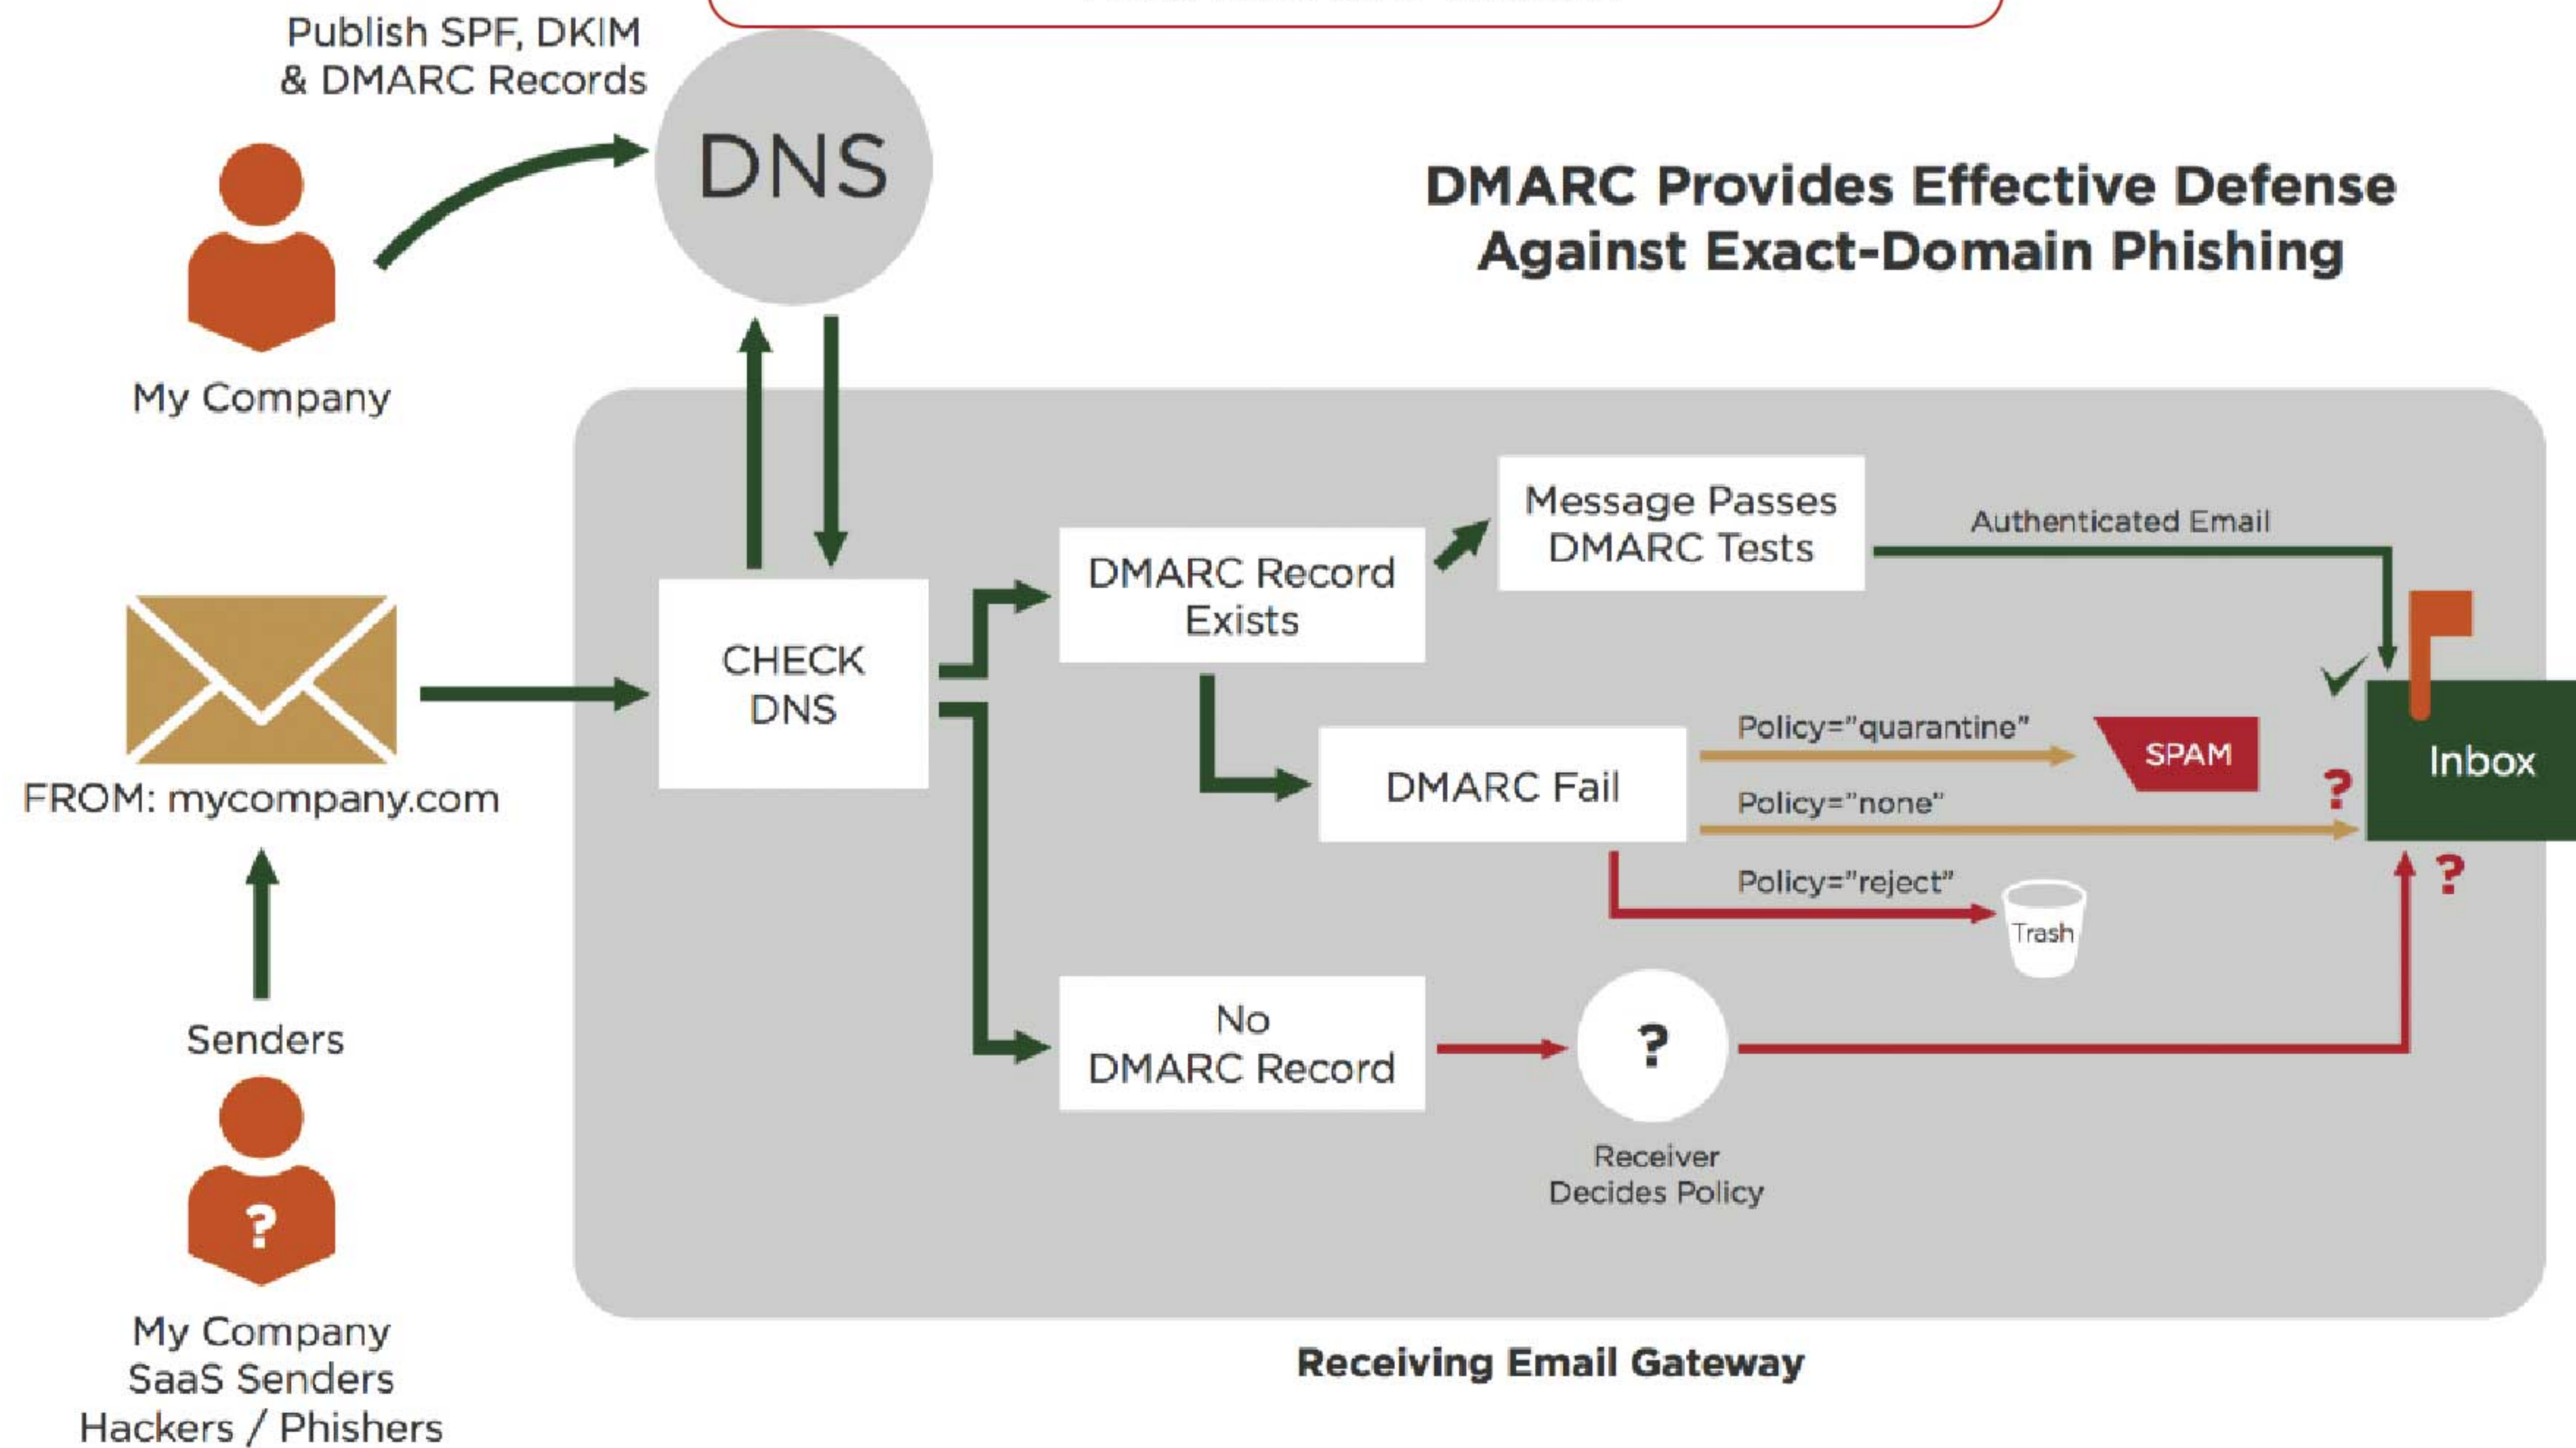 Publish SPF, DKIM
& DMARC Records
DNS
DMARC Provides Effective Defense
Against Exact-Domain Phishing
My Company
Message Passes
DMARC Tests
Authenticated Email
DMARC Record
Exists
CHECK
DNS
FROM: mycompany.com
DMARC Fail
Policy="quarantine"
SPAM
Policy="none"
?
Inbox
Policy="reject"
?
Trash
No
DMARC Record
?
Receiver
Decides Policy
Senders
?
My Company
SaaS Senders
Hackers / Phishers
Receiving Email Gateway